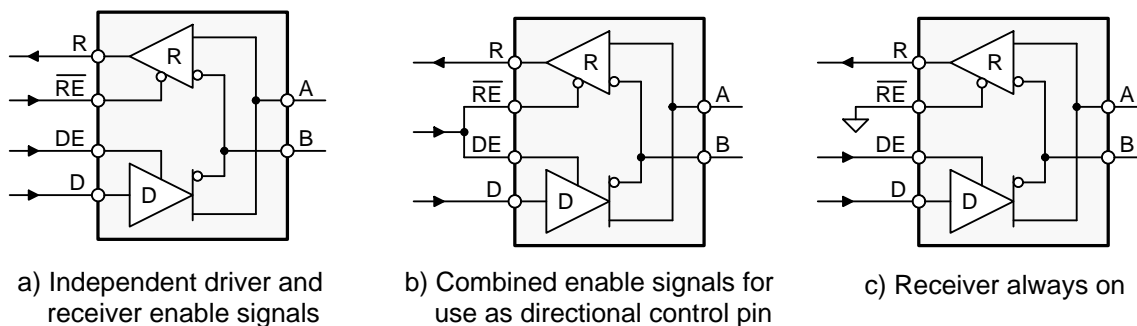 R
R
RE
A
DE
B
D
D
a) Independent driver and
receiver enable signals
R
R
RE
A
DE
B
D
D
b) Combined enable signals for
use as directional control pin
R
R
RE
A
DE
B
D
D
c) Receiver always on